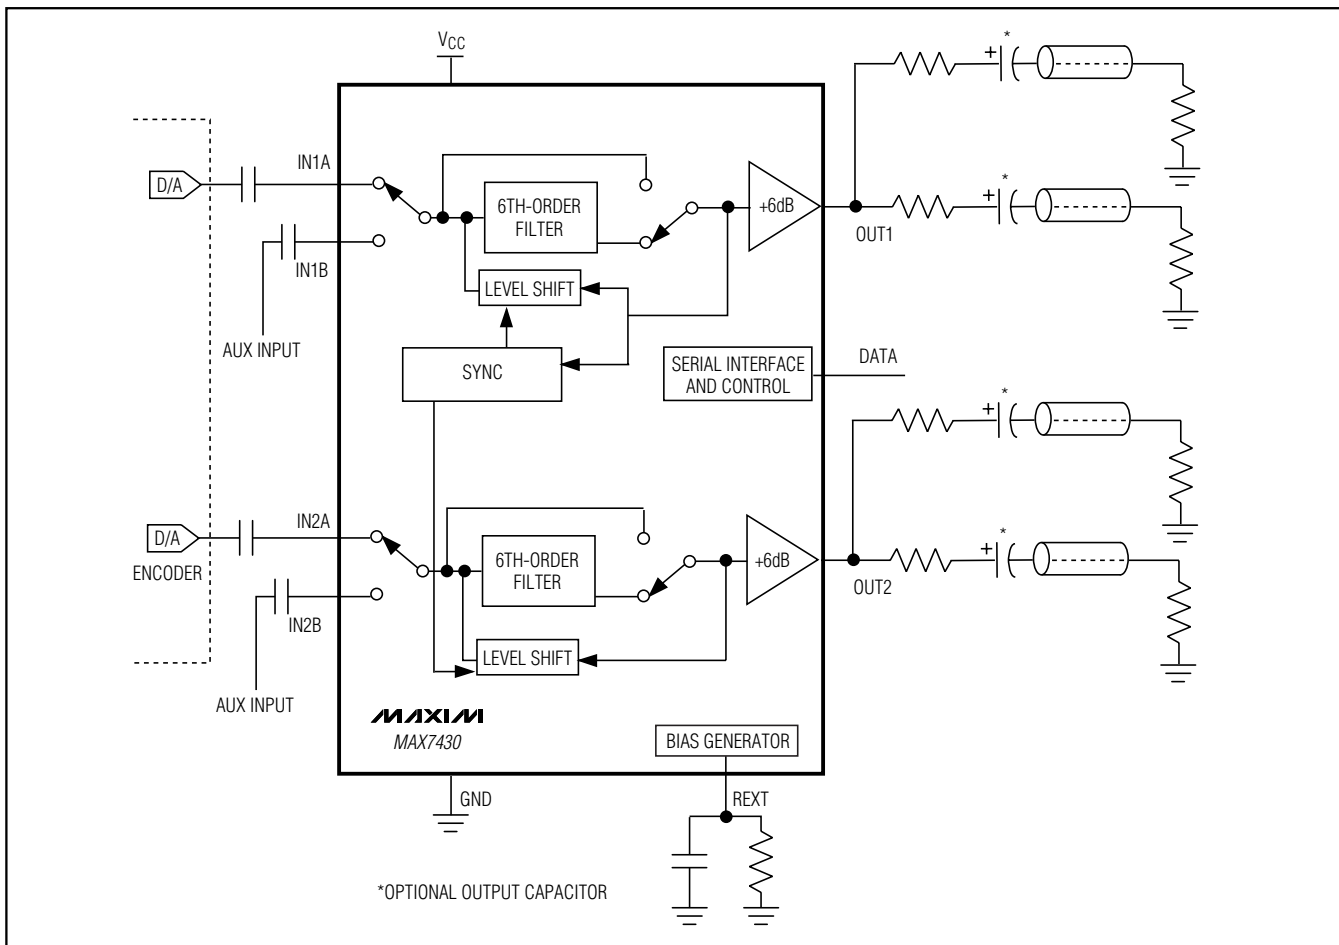 VCC
*
+
IN1A
D/A
6TH-ORDER
FILTER
+6dB
*
+
OUT1
IN1B
LEVEL SHIFT
AUX INPUT
SYNC
SERIAL INTERFACE
AND CONTROL
DATA
*
+
IN2A
D/A
ENCODER
6TH-ORDER
FILTER
+6dB
*
+
OUT2
IN2B
LEVEL SHIFT
AUX INPUT
MAXIM
MAX7430
BIAS GENERATOR
GND
REXT
*OPTIONAL OUTPUT CAPACITOR